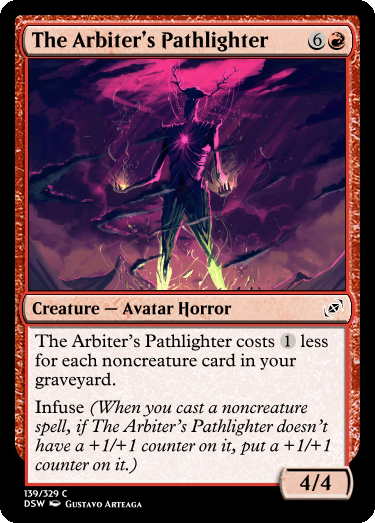 The Arbiter's Pathlighter 6
The Arbiter's Pathlighter costs 1 less
for each noncreature card in your
graveyard.
Infuse (When you cast a noncreature
spell, if The Arbiter's Pathlighter doesn't
have a +1/+1 counter on it, put a +1/+1
counter on it.)
Creature — Avatar Horror
4/4
139/329 C
DSW Gustavo Arteaga